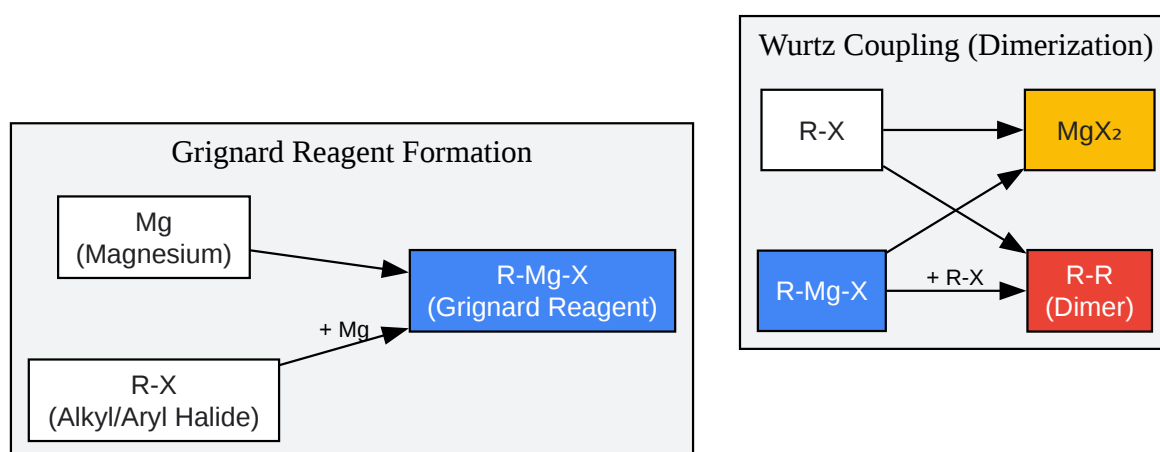 Grignard Reagent Formation
Mg
(Magnesium)
R-Mg-X
(Grignard Reagent)
+ Mg
R-X
(Alkyl/Aryl Halide)
Wurtz Coupling (Dimerization)
R-X
MgX₂
R-Mg-X
+ R-X
R-R
(Dimer)